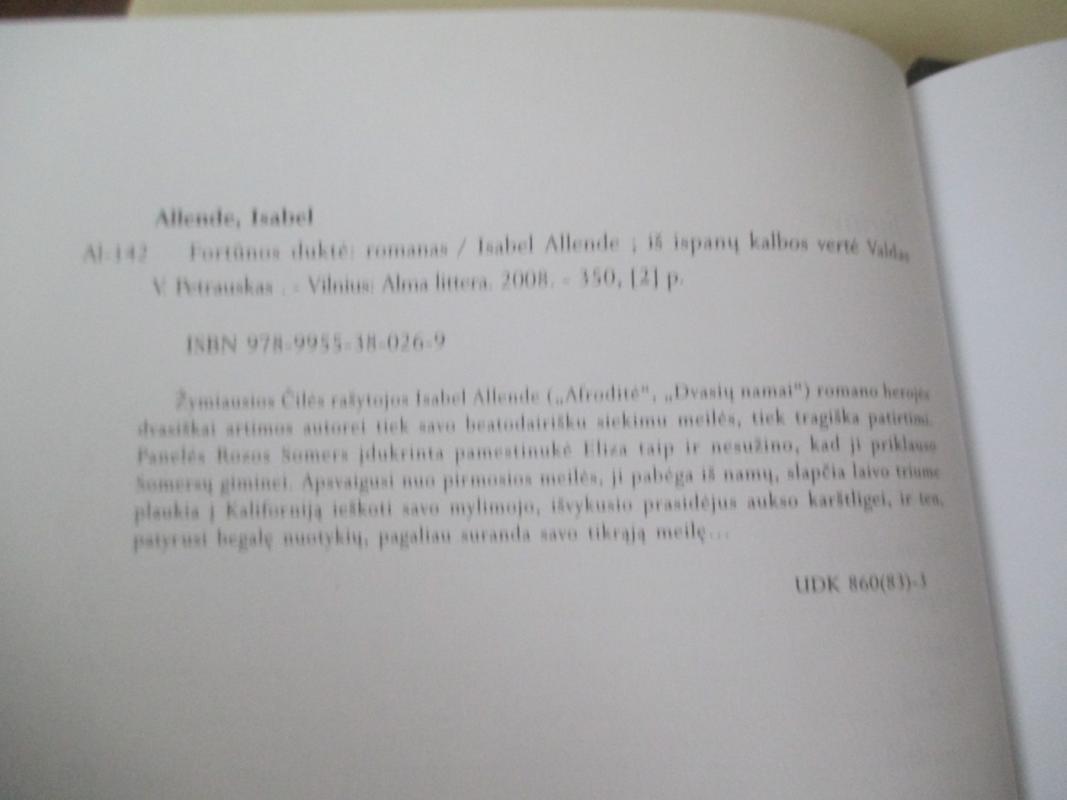 Allende, Isabel
Al-142 Fortūnos duktė: romanas / Isabel Allende ; iš ispanų kalbos vertė Valdas
V. Petrauskas . - Vilnius: Alma littera, 2008. - 350, [2] p.
ISBN 978-9955-38-026-9
Žymiausios Čilės rašytojos Isabel Allende („Afroditė“, „Dvasių namai“) romano herojės
dvasiškai artimos autorei tiek savo beatodairišku siekimu meilės, tiek tragiška patirtimi.
Panelės Rozos Somers įdukrinta pamestinukė Eliza taip ir nesužino, kad ji priklauso
Somersų giminei. Apsvaigusi nuo pirmosios meilės, ji pabėga iš namų, slapčia laivo triume
plaukia į Kaliforniją ieškoti savo mylimojo, išvykusio prasidėjus aukso karštligei, ir ten,
patyrusi begalę nuotykių, pagaliau suranda savo tikrąją meilę...
UDK 860(83)-3